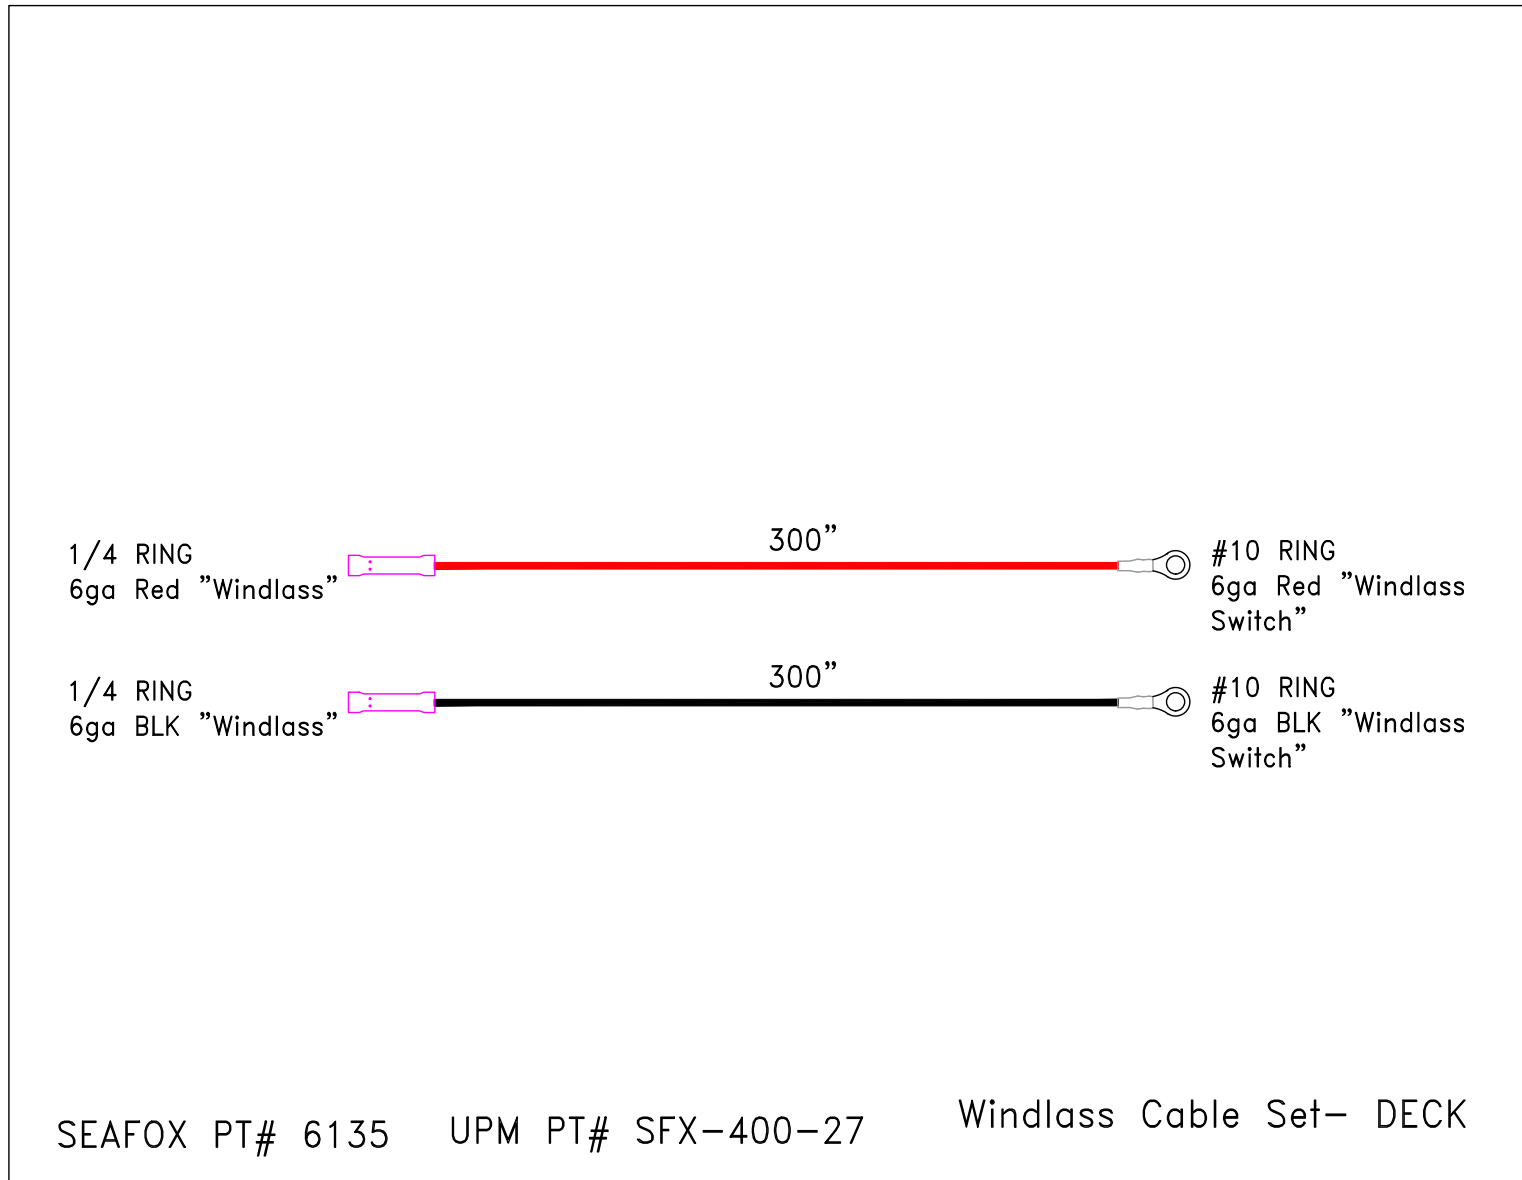 300”
1/4 RING
6ga Red ”Windlass”
#10 RING
6ga Red ”Windlass
Switch”
300”
1/4 RING
6ga BLK ”Windlass”
#10 RING
6ga BLK ”Windlass
Switch”
SEAFOX PT# 6135
UPM PT# SFX-400-27
Windlass Cable Set- DECK